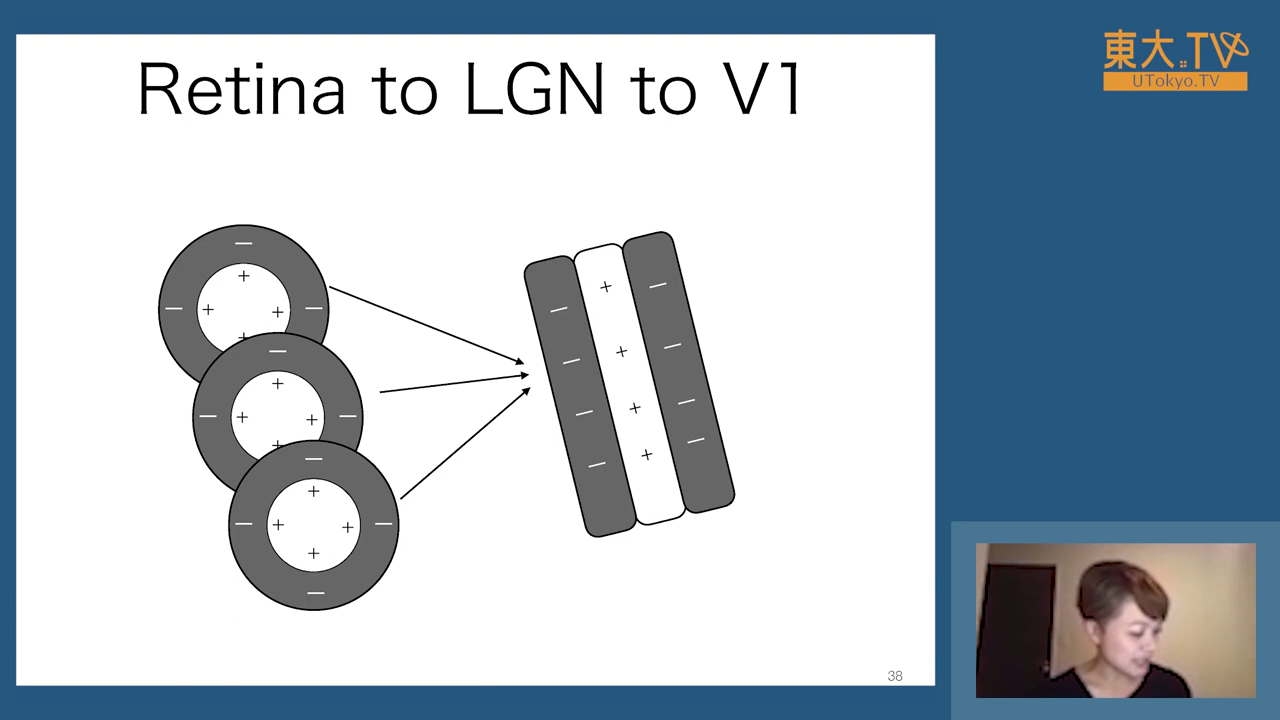 Retina to LGN to V1
東大.TV
UTokyo.TV
—
— + + + —
+
—
— + + + —
+
—
— + + + —
+
—
— + —
— + —
— + —
— + —
38